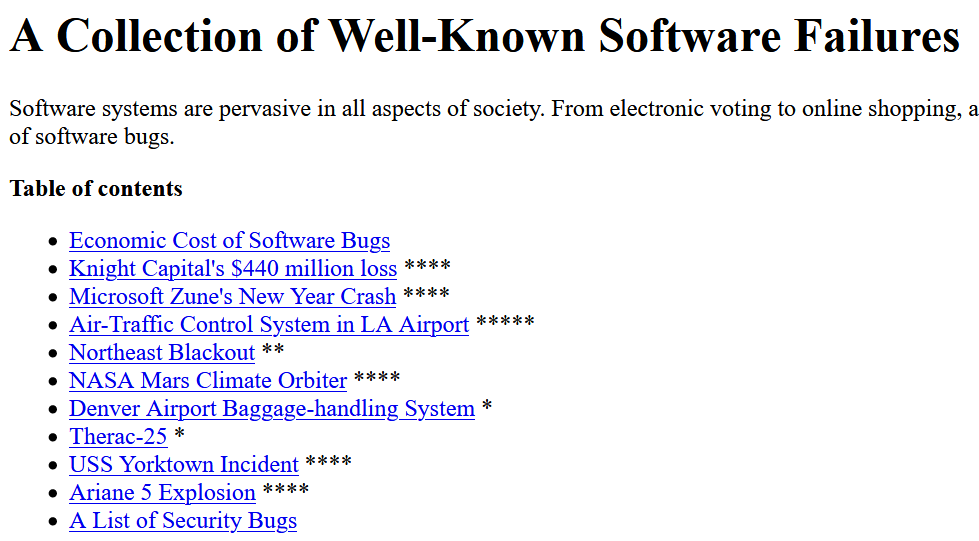 A Collection of Well-Known Software Failures
Software systems are pervasive in all aspects of society. From electronic voting to online shopping, a
of software bugs.
Table of contents
• Economic Cost of Software Bugs
• Knight Capital's $440 million loss ****
• Microsoft Zune's New Year Crash ****
• Air-Traffic Control System in LA Airport *****
• Northeast Blackout **
• NASA Mars Climate Orbiter ****
• Denver Airport Baggage-handling System *
• Therac-25 *
• USS Yorktown Incident ****
• Ariane 5 Explosion ****
• A List of Security Bugs